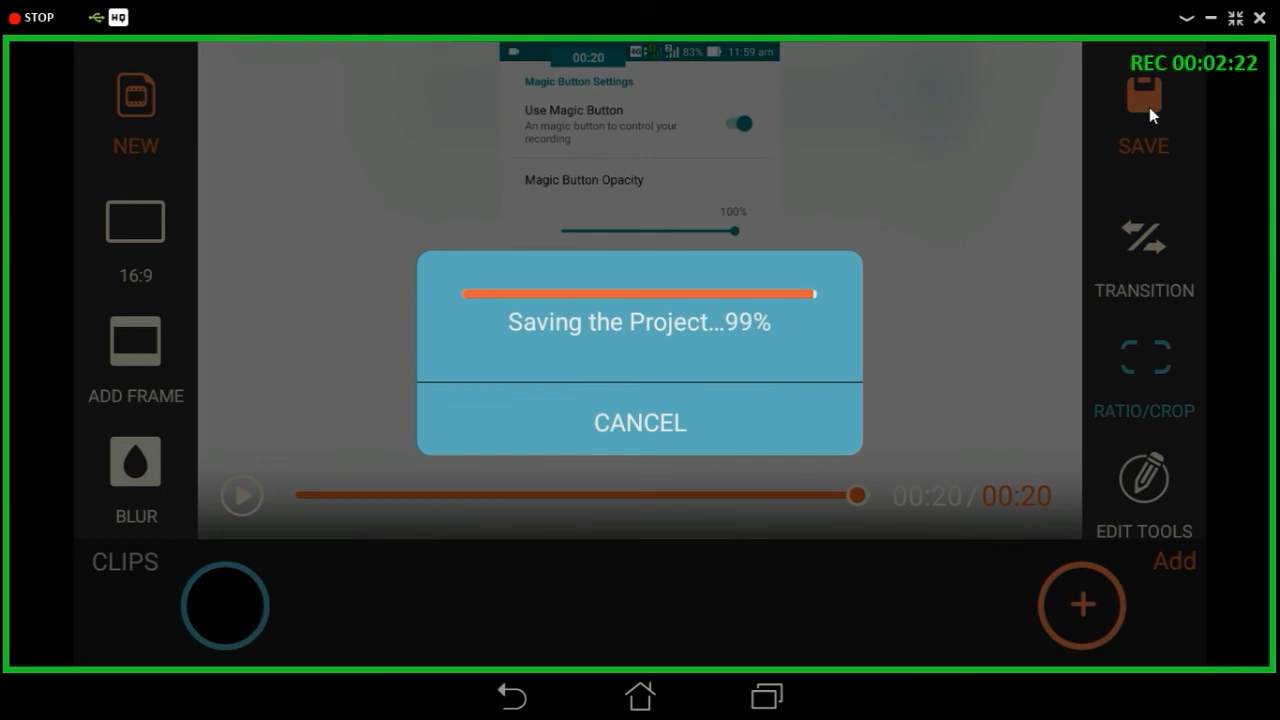 STOP
HQ
REC 00:02:22
NEW
16:9
ADD FRAME
BLUR
00:20
83%
11:59 am
Magic Button Settings
Use Magic Button
An magic button to control your
recording
Magic Button Opacity
100%
Saving the Project...99%
CANCEL
00:20/00:20
SAVE
TRANSITION
RATIO/CROP
EDIT TOOLS
CLIPS
Add